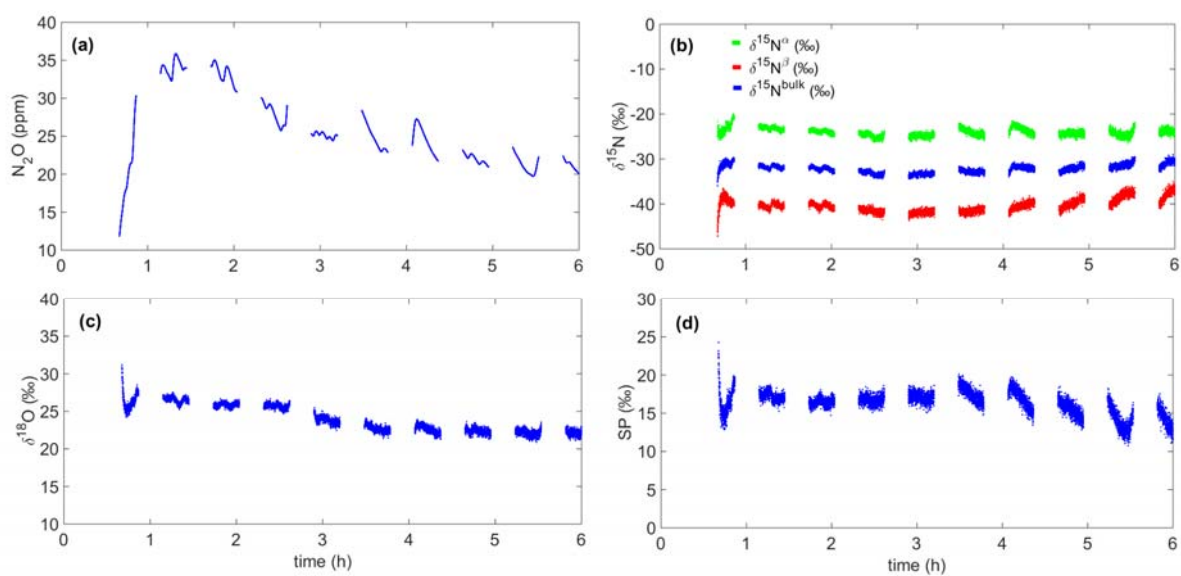 (a)
N2O (ppm)
40
35
30
25
20
15
10
0 1 2 3 4 5 6
(b)
δ15Nα (‰)
δ15Nβ (‰)
δ15Nbulk (‰)
δ15N (‰)
0
-10
-20
-30
-40
-50
0 1 2 3 4 5 6
(c)
δ18O (‰)
40
35
30
25
20
15
10
0 1 2 3 4 5 6
time (h)
(d)
SP (‰)
30
25
20
15
10
5
0
0 1 2 3 4 5 6
time (h)